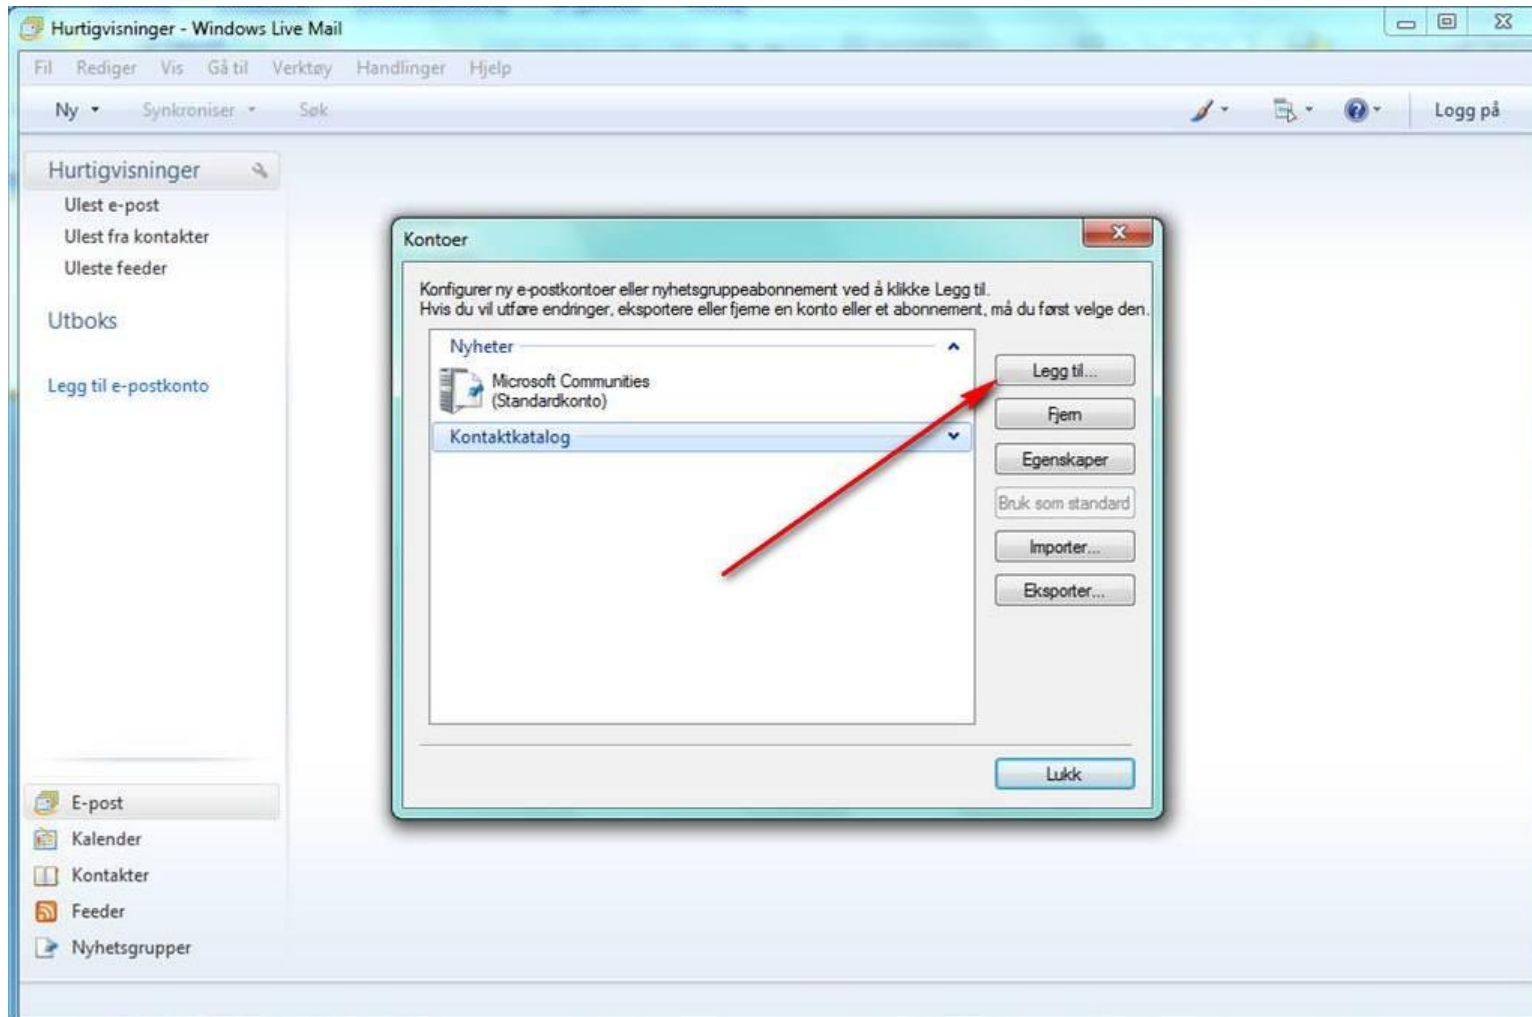 Hurtigvisninger - Windows Live Mail
Fil Rediger Vis Gå til Verktøy Handlinger Hjelp
Ny Synkroniser Søk Logg på
Hurtigvisninger
Ulest e-post
Ulest fra kontakter
Uleste feeder
Utboks
Legg til e-postkonto
Kontoer
Konfigurer ny e-postkontoer eller nyhetsgruppeabonnement ved å klikke Legg til.
Hvis du vil utføre endringer, eksportere eller fjerne en konto eller et abonnement, må du først velge den.
Nyheter
Microsoft Communities
(Standardkonto)
Kontaktkatalog
Legg til...
Fjern
Egenskaper
Bruk som standard
Importer...
Eksporter...
Lukk
E-post
Kalender
Kontakter
Feeder
Nyhetsgrupper